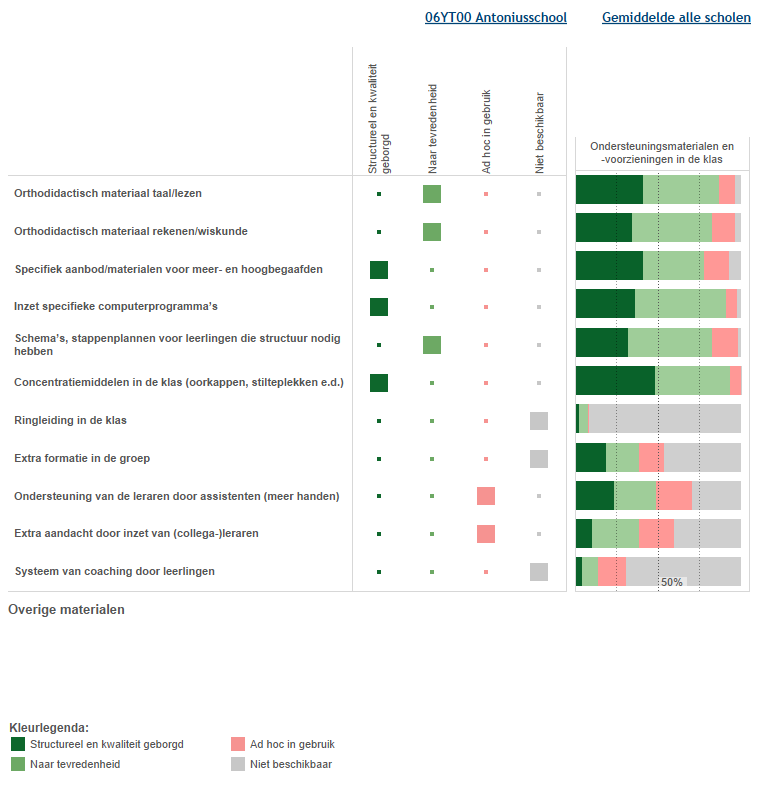 06YT00 Antoniusschool
Gemiddelde alle scholen
Structureel en kwaliteit
geborgd
Naar tevredenheid
Ad hoc in gebruik
Niet beschikbaar
Ondersteuningsmaterialen en
-voorzieningen in de klas
Orthodidactisch materiaal taal/lezen
Orthodidactisch materiaal rekenen/wiskunde
Specifiek aanbod/materialen voor meer- en hoogbegaafden
Inzet specifieke computerprogramma's
Schema's, stappenplannen voor leerlingen die structuur nodig
hebben
Concentratiemiddelen in de klas (oorkappen, stilteplekken e.d.)
Ringleiding in de klas
Extra formatie in de groep
Ondersteuning van de leraren door assistenten (meer handen)
Extra aandacht door inzet van (collega-)leraren
Systeem van coaching door leerlingen
50%
Overige materialen
Kleurlegenda:
Structureel en kwaliteit geborgd
Ad hoc in gebruik
Naar tevredenheid
Niet beschikbaar